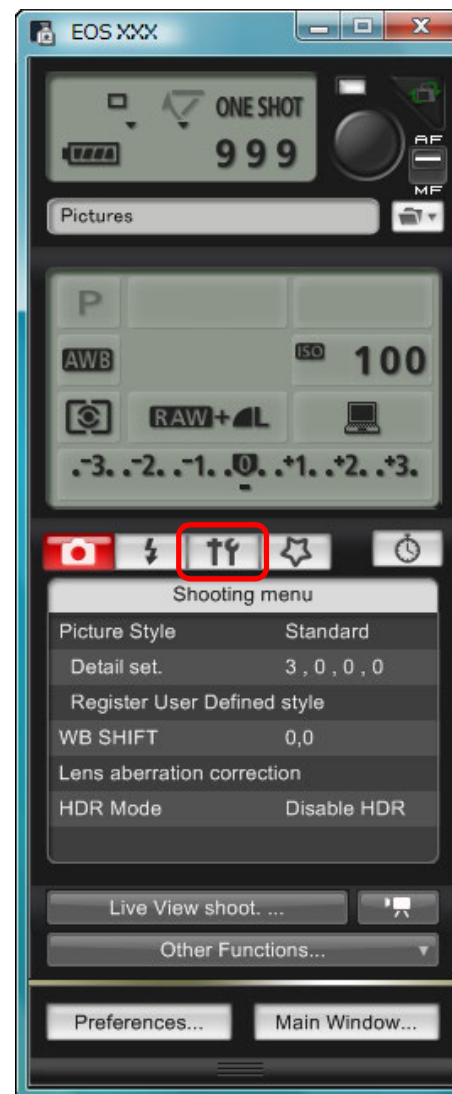 EOS XXX
ONE SHOT
999
AF
MF
Pictures
P
AWB
ISO 100
RAW+L
.-3. .-2. .-1. .0. .+1. .+2. .+3.
Shooting menu
Picture Style Standard
Detail set. 3 , 0 , 0 , 0
Register User Defined style
WB SHIFT 0,0
Lens aberration correction
HDR Mode Disable HDR
Live View shoot. ...
Other Functions...
Preferences... Main Window...